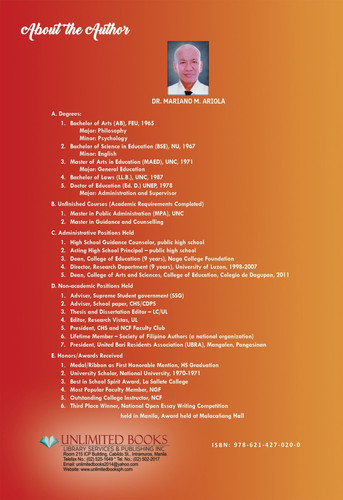 About the Author
DR. MARIANO M. ARIOLA
A. Degrees:
1. Bachelor of Arts (AB), FEU, 1965
Major: Philosophy
Minor: Psychology
2. Bachelor of Science in Education (BSE), NU, 1967
Minor: English
3. Master of Arts in Education (MAED), UNC, 1971
Major: General Education
4. Bachelor of Laws (LL.B.), UNC, 1987
5. Doctor of Education (Ed. D.) UNEP, 1978
Major: Administration and Supervisor
B. Unfinished Courses (Academic Requirements Completed)
1. Master in Public Administration (MPA), UNC
2. Master in Guidance and Counselling
C. Administrative Positions Held
1. High School Guidance Counselor, public high school
2. Acting High School Principal – public high school
3. Dean, College of Education (9 years), Naga College Foundation
4. Director, Research Department (9 years), University of Luzon, 1998-2007
5. Dean, College of Arts and Sciences, College of Education, Colegio de Dagupan, 2011
D. Non-academic Positions Held
1. Adviser, Supreme Student government (SSG)
2. Adviser, School paper, CHS/CDPS
3. Thesis and Dissertation Editor – LC/UL
4. Editor, Research Vistas, UL
5. President, CHS and NCF Faculty Club
6. Lifetime Member – Society of Filipino Authors (a national organization)
7. President, United Bari Residents Association (UBRA), Mangaldan, Pangasinan
E. Honors/Awards Received
1. Medal/Ribbon as First Honorable Mention, HS Graduation
2. University Scholar, National University, 1970-1971
3. Best in School Spirit Award, La Sallete College
4. Most Popular Faculty Member, NGF
5. Outstanding College Instructor, NCF
6. Third Place Winner, National Open Essay Writing Competition
held in Manila, Award held at Malacañang Hall
UNLIMITED BOOKS
LIBRARY SERVICES & PUBLISHING INC.
Room 215 ICP Building, Cabildo St., Intramuros, Manila
Telefax No.: (02) 525-1649 * Tel. No.: (02) 502-2017
Email: unlimitedbooks2014@yahoo.com
Website: www.unlimitedbooksph.com
ISBN: 978-621-427-020-0